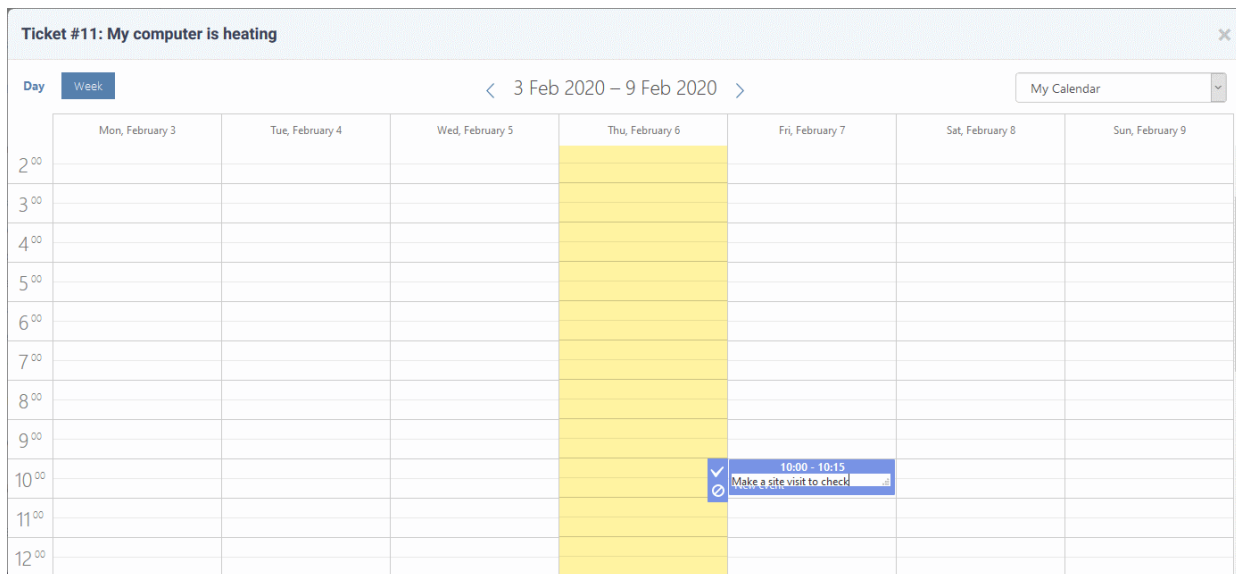 Ticket #11: My computer is heating
Day Week 3 Feb 2020 – 9 Feb 2020 My Calendar
Mon, February 3 Tue, February 4 Wed, February 5 Thu, February 6 Fri, February 7 Sat, February 8 Sun, February 9
2 00
3 00
4 00
5 00
6 00
7 00
8 00
9 00
10:00 - 10:15
10 00 Make a site visit to check
11 00
12 00